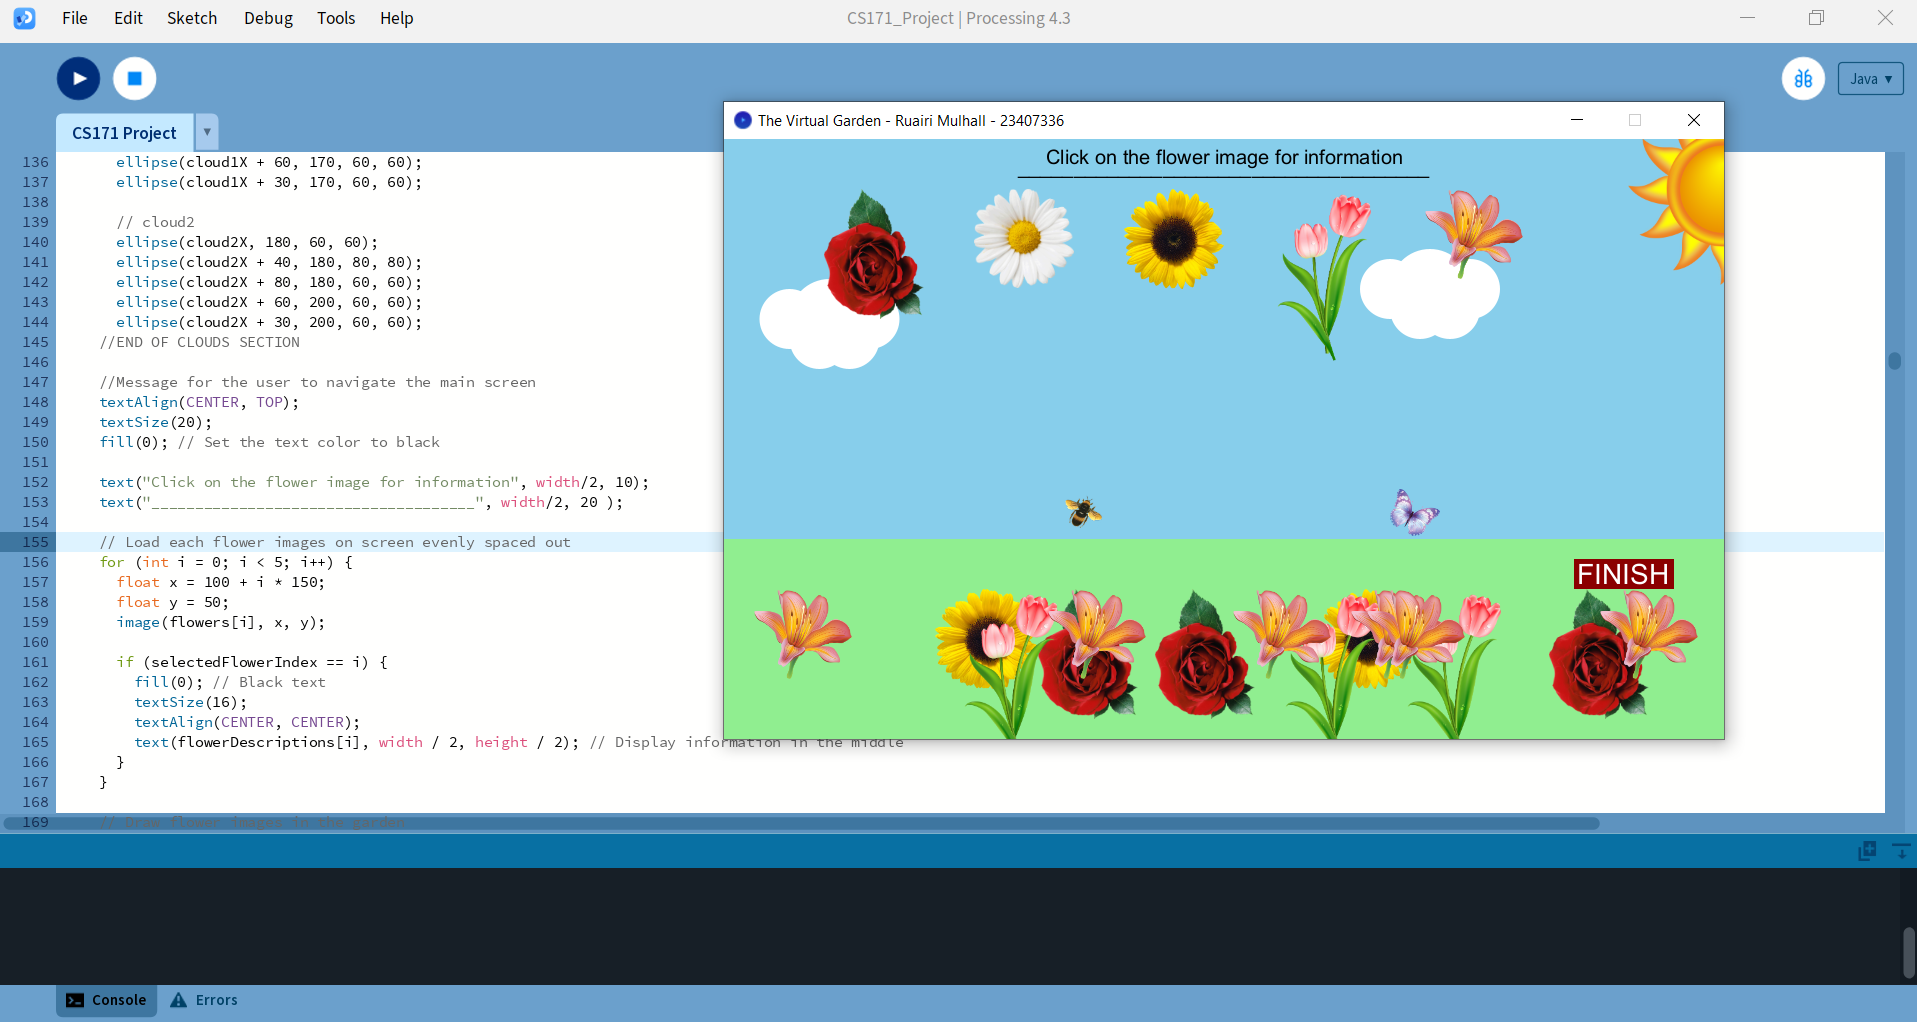 File Edit Sketch Debug Tools Help
CS171_Project | Processing 4.3
Java ▼
CS171 Project ▼
136 ellipse(cloud1X + 60, 170, 60, 60);
137 ellipse(cloud1X + 30, 170, 60, 60);
138
139 // cloud2
140 ellipse(cloud2X, 180, 60, 60);
141 ellipse(cloud2X + 40, 180, 80, 80);
142 ellipse(cloud2X + 80, 180, 60, 60);
143 ellipse(cloud2X + 60, 200, 60, 60);
144 ellipse(cloud2X + 30, 200, 60, 60);
145 //END OF CLOUDS SECTION
146
147 //Message for the user to navigate the main screen
148 textAlign(CENTER, TOP);
149 textSize(20);
150 fill(0); // Set the text color to black
151
152 text("Click on the flower image for information", width/2, 10);
153 text("_____________________________________", width/2, 20 );
154
155 // Load each flower images on screen evenly spaced out
156 for (int i = 0; i < 5; i++) {
157 float x = 100 + i * 150;
158 float y = 50;
159 image(flowers[i], x, y);
160
161 if (selectedFlowerIndex == i) {
162 fill(0); // Black text
163 textSize(16);
164 textAlign(CENTER, CENTER);
165 text(flowerDescriptions[i], width / 2, height / 2); // Display information in the middle
166 }
167 }
168
169 // Draw flower images in the garden
The Virtual Garden - Ruairi Mulhall - 23407336
Click on the flower image for information
FINISH
Console Errors